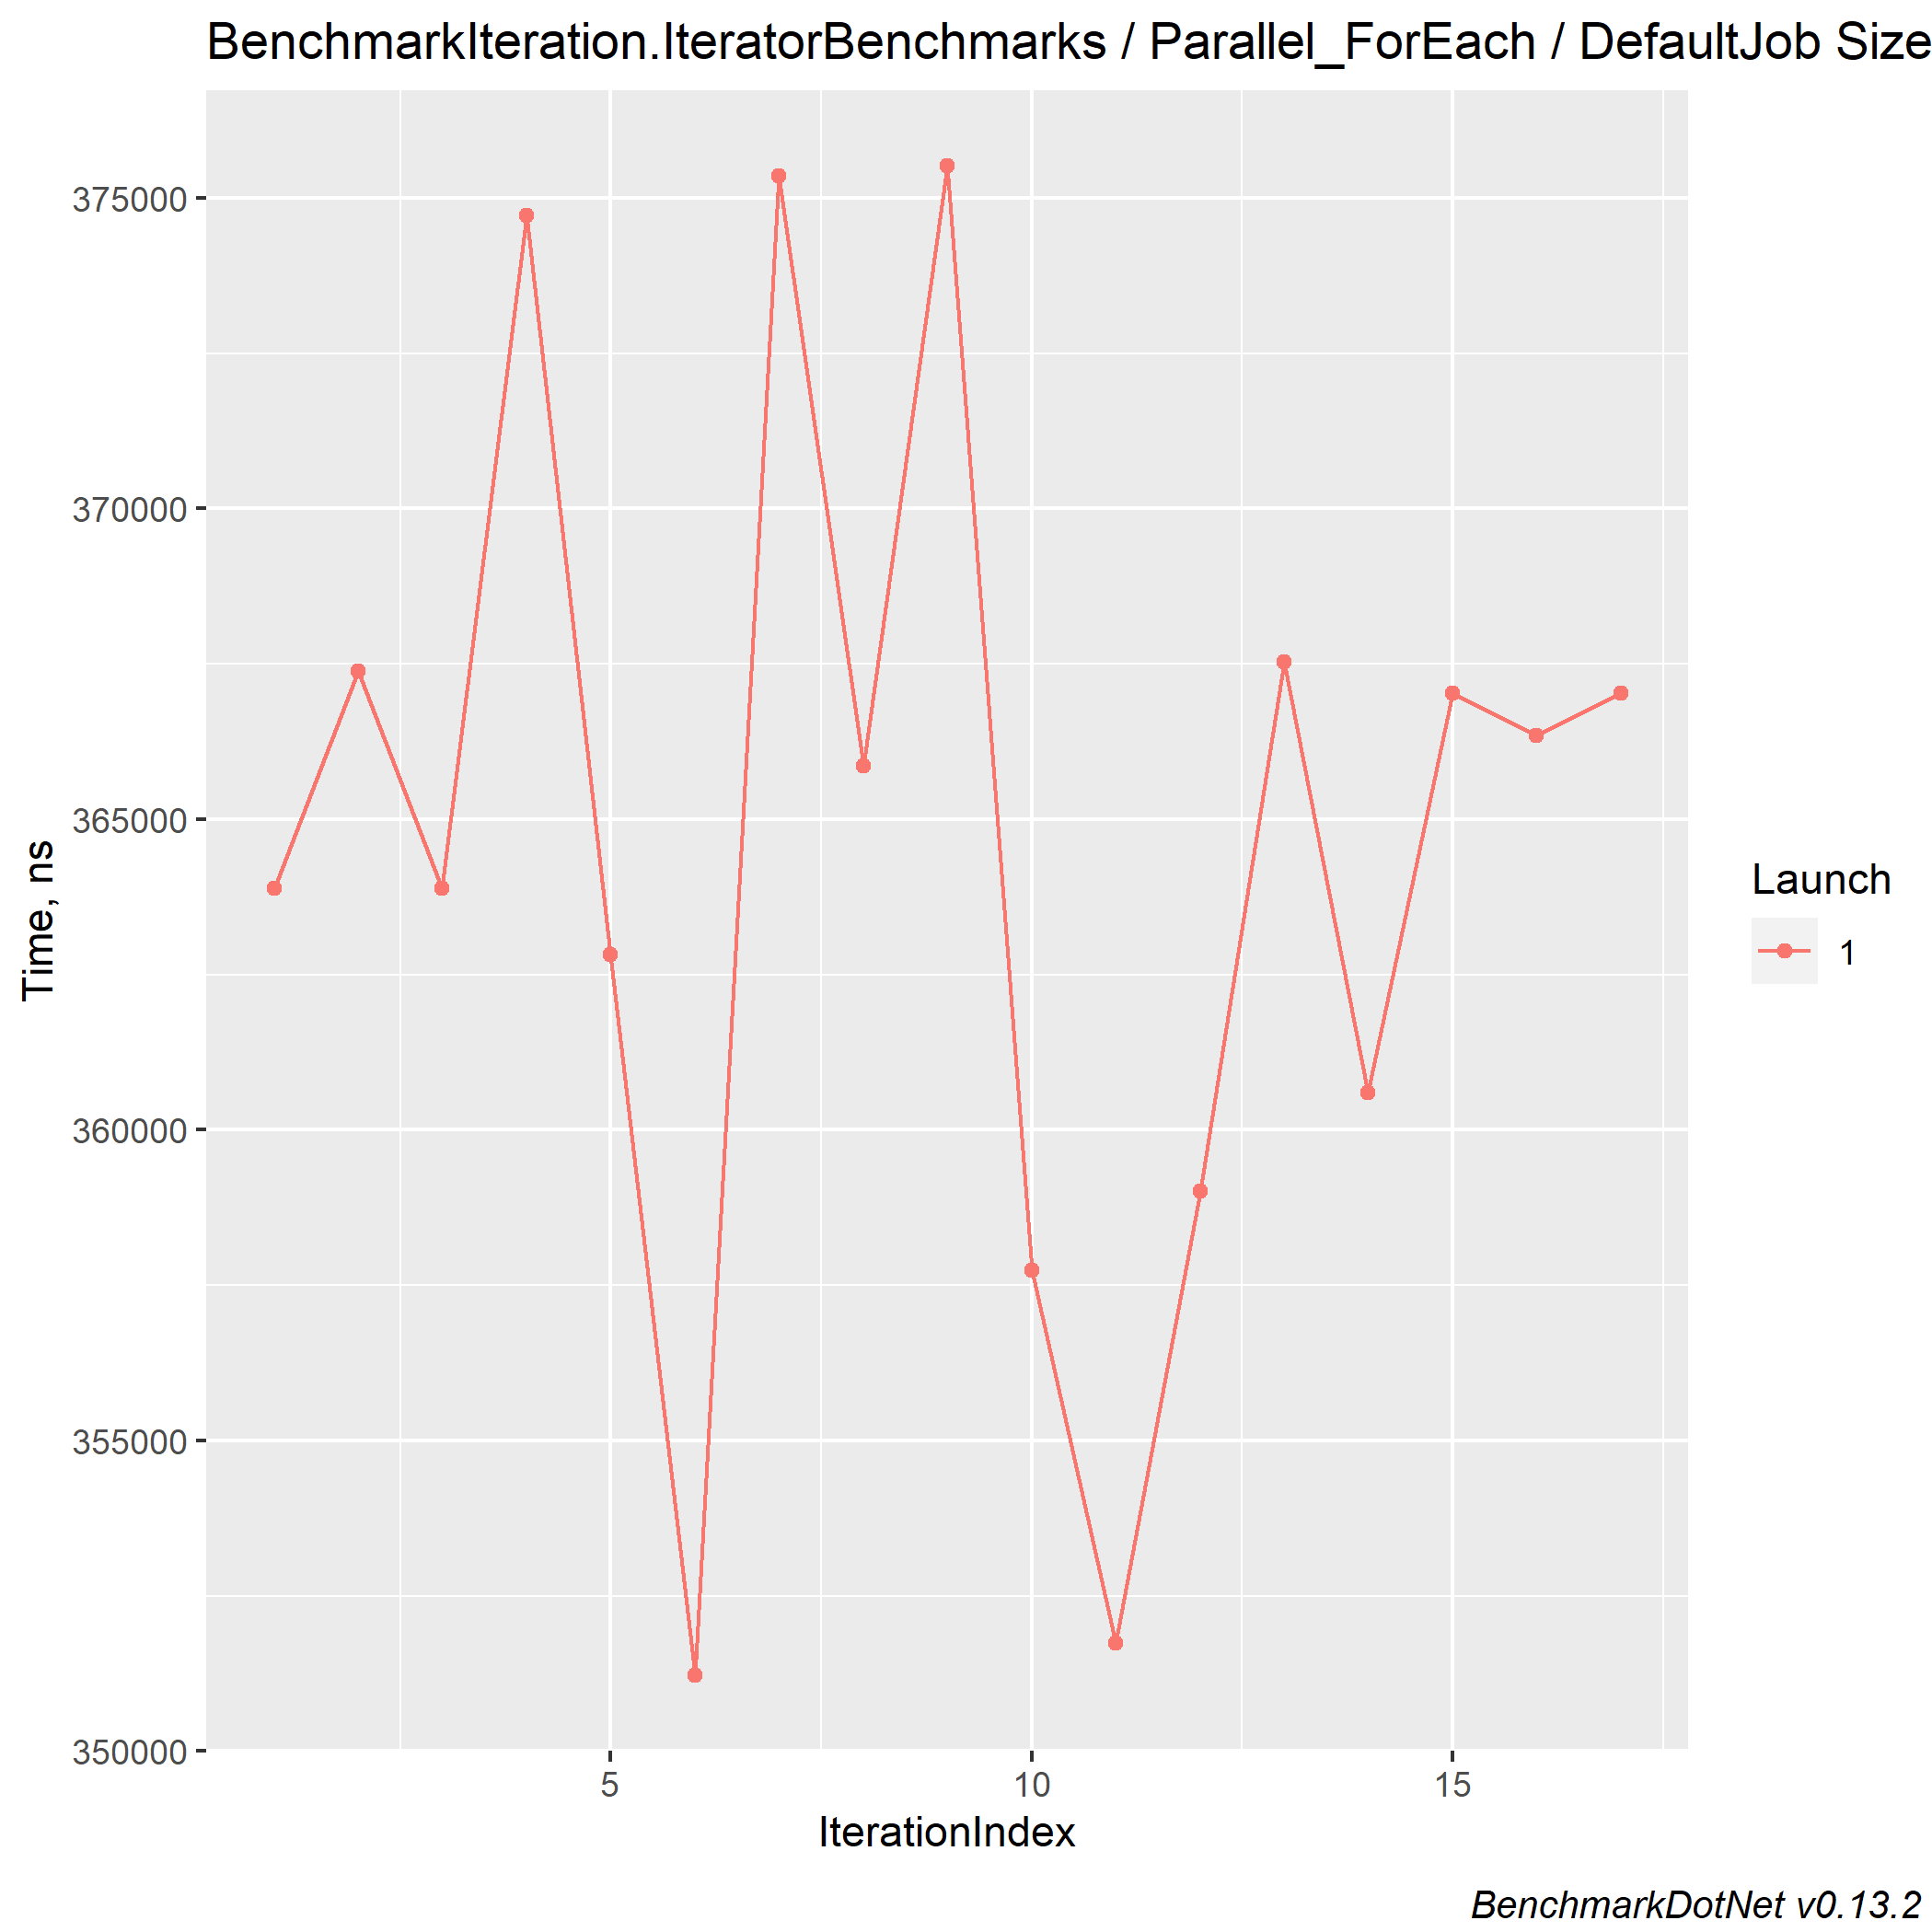 BenchmarkIteration.IteratorBenchmarks / Parallel_ForEach / DefaultJob Size
375000
370000
365000
360000
355000
350000
Time, ns
5 10 15
IterationIndex
Launch
1
BenchmarkDotNet v0.13.2